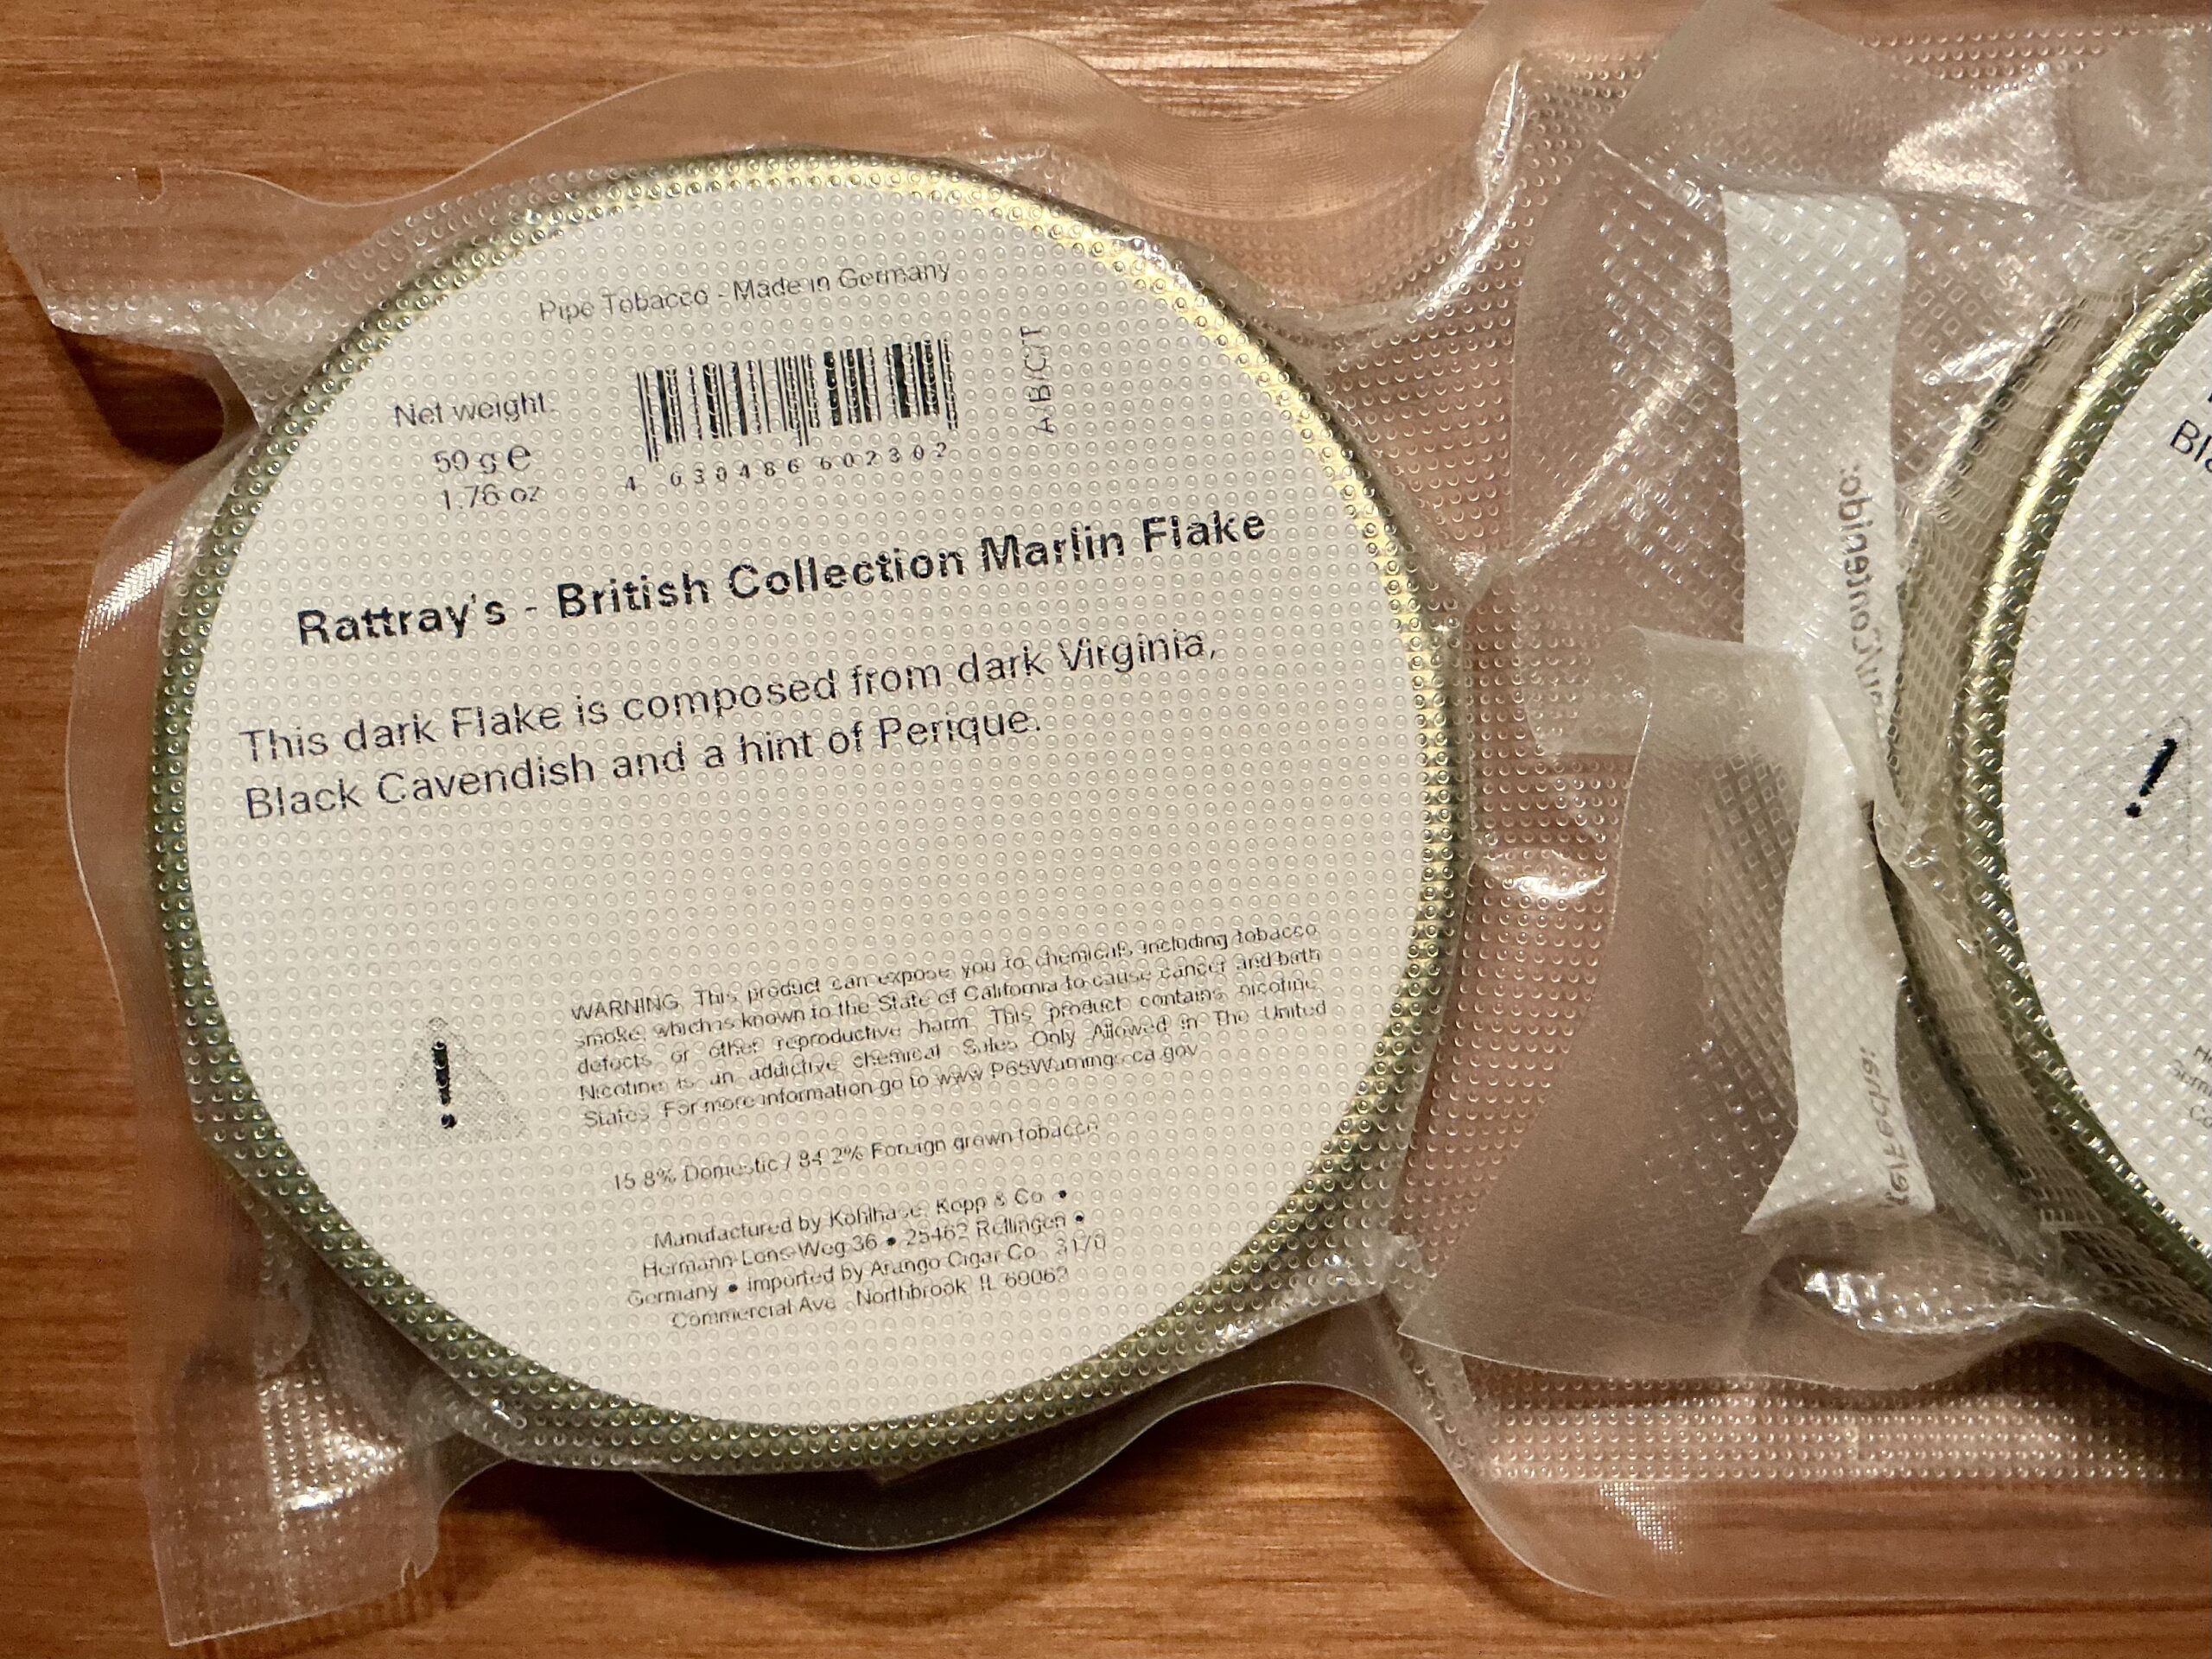 Pipe Tobacco - Made in Germany
Net weight:
50 g e
1.76 oz
A/B/C/T
Rattray's - British Collection Marlin Flake
This dark Flake is composed from dark Virginia,
Black Cavendish and a hint of Perique.
WARNING: This product can expose you to chemicals, including tobacco
smoke, which is known to the State of California to cause cancer and birth
defects or other reproductive harm. This product contains nicotine.
Nicotine is an addictive chemical. Sales Only Allowed in The United
States. For more information go to www.P65Warnings.ca.gov
!
15.8% Domestic / 84.2% Foreign grown tobacco
Manufactured by Kohlhase, Kopp & Co •
Hermann-Löns-Weg 36 • 25462 Rellingen •
Germany • imported by Arango Cigar Co., 3170
Commercial Ave., Northbrook, IL 60062
/Contenido:
!